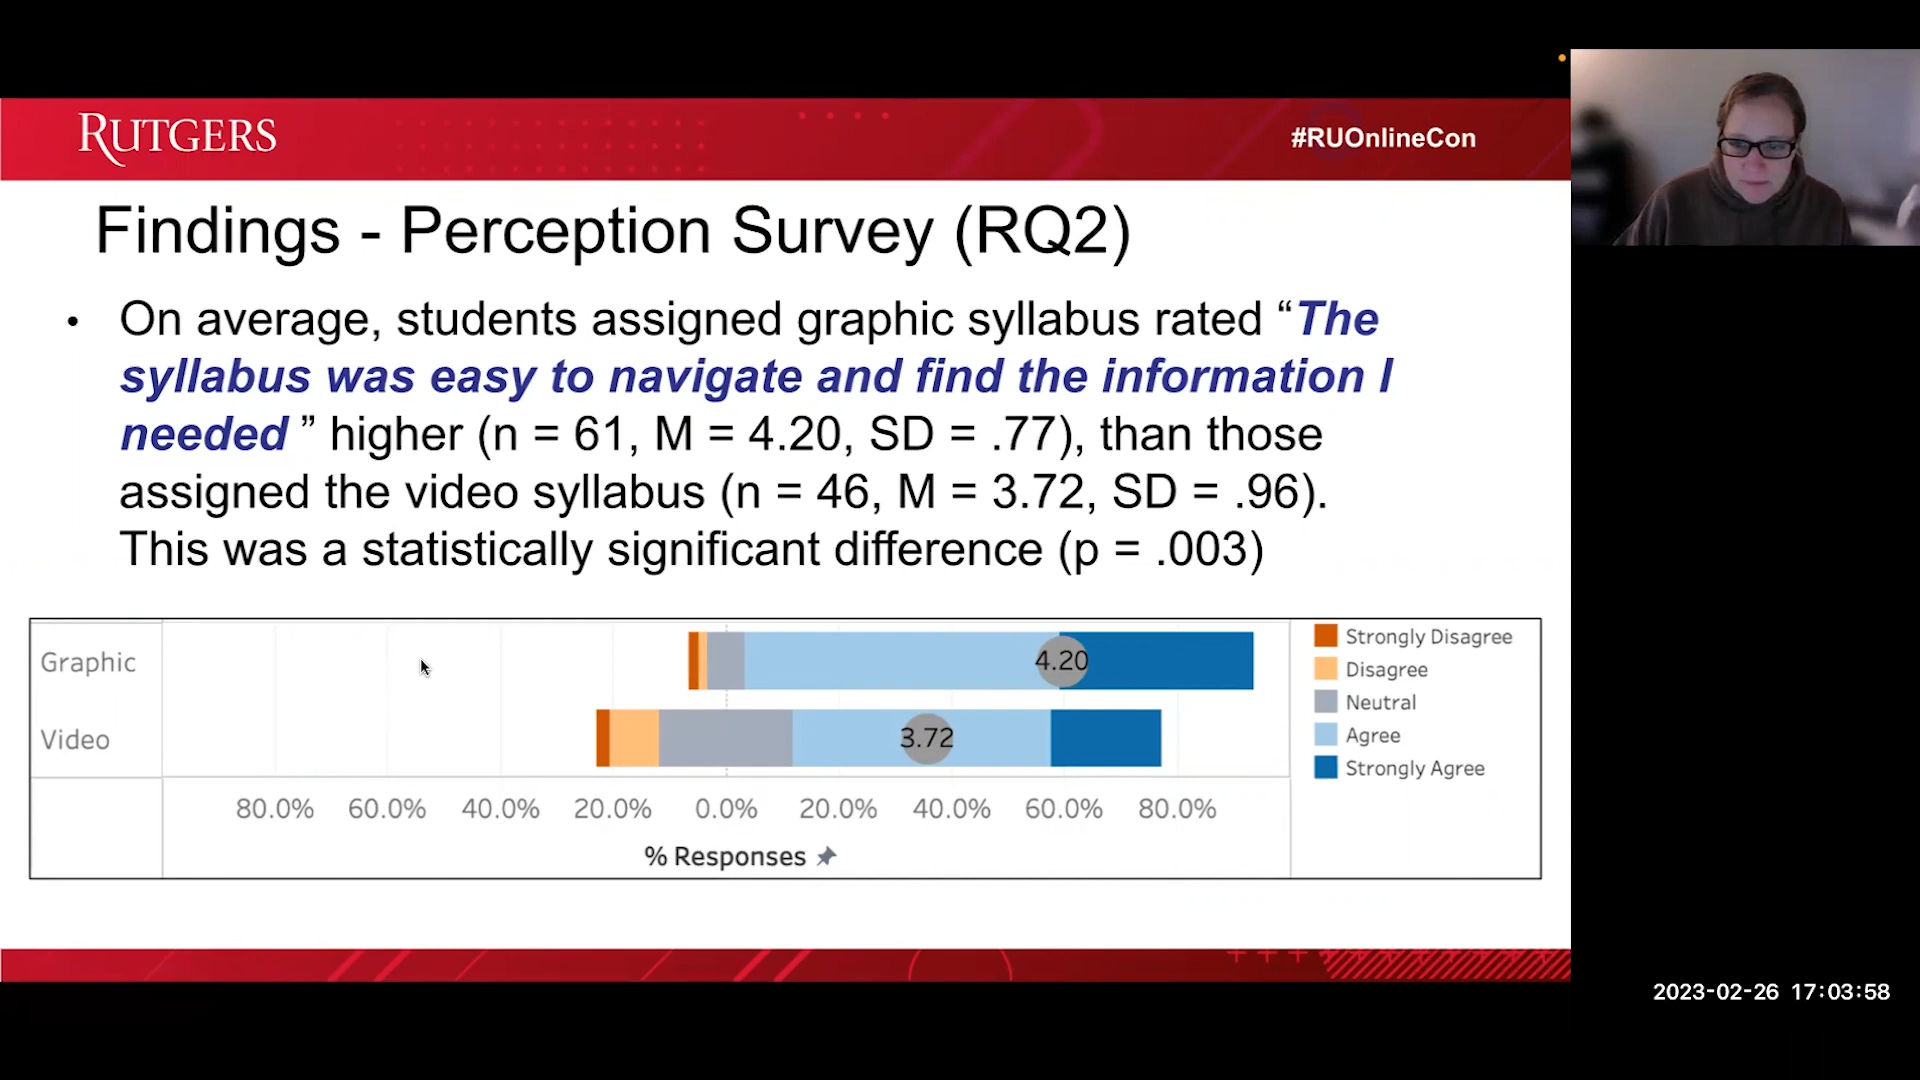 RUTGERS
#RUOnlineCon
Findings - Perception Survey (RQ2)
• On average, students assigned graphic syllabus rated “The
syllabus was easy to navigate and find the information I
needed ” higher (n = 61, M = 4.20, SD = .77), than those
assigned the video syllabus (n = 46, M = 3.72, SD = .96).
This was a statistically significant difference (p = .003)
Graphic
4.20
Video
3.72
80.0% 60.0% 40.0% 20.0% 0.0% 20.0% 40.0% 60.0% 80.0%
% Responses
Strongly Disagree
Disagree
Neutral
Agree
Strongly Agree
2023-02-26 17:03:58